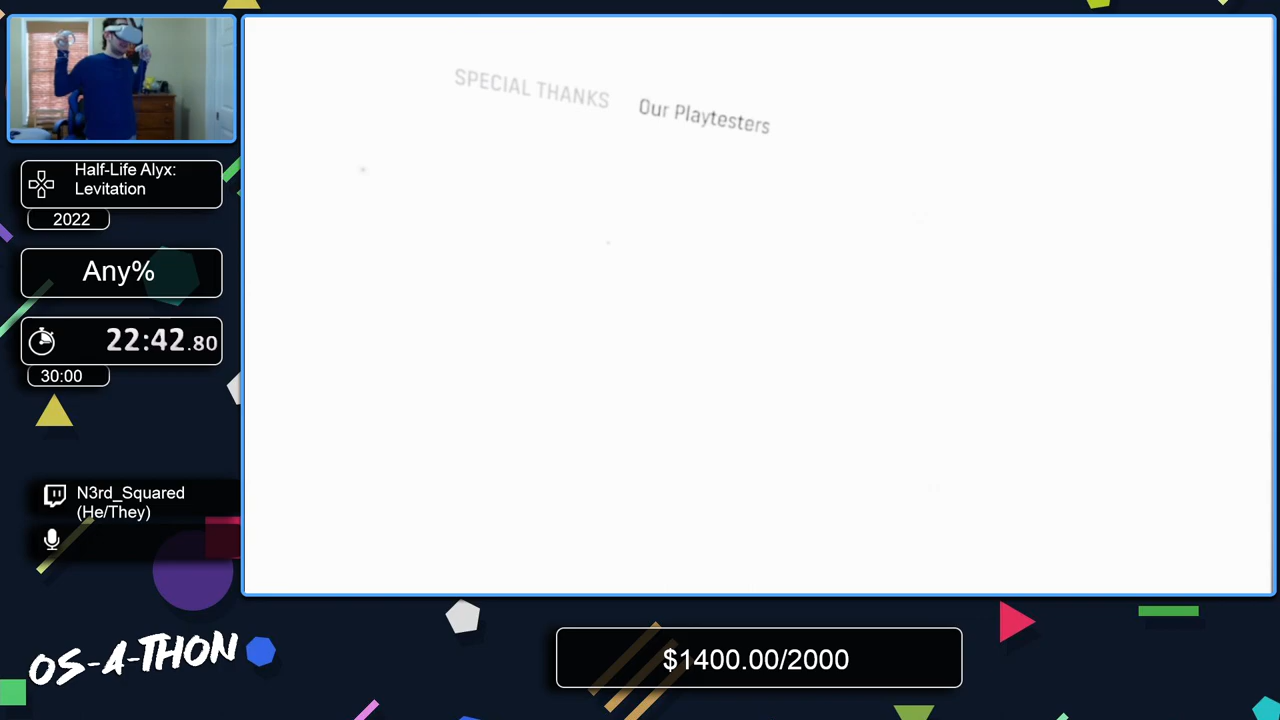 SPECIAL THANKS Our Playtesters
Half-Life Alyx:
Levitation
2022
Any%
22:42.80
30:00
N3rd_Squared
(He/They)
OS-A-THON
$1400.00/2000